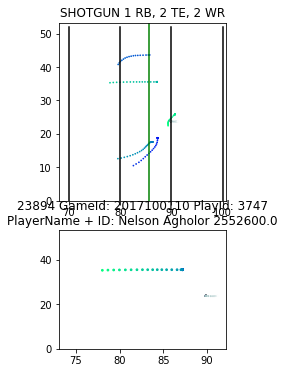 SHOTGUN 1 RB, 2 TE, 2 WR
50
40
30
20
10
0
70 80 90 100
23894 GameId: 2017100110 PlayId: 3747
PlayerName + ID: Nelson Agholor 2552600.0
40
20
0
75 80 85 90